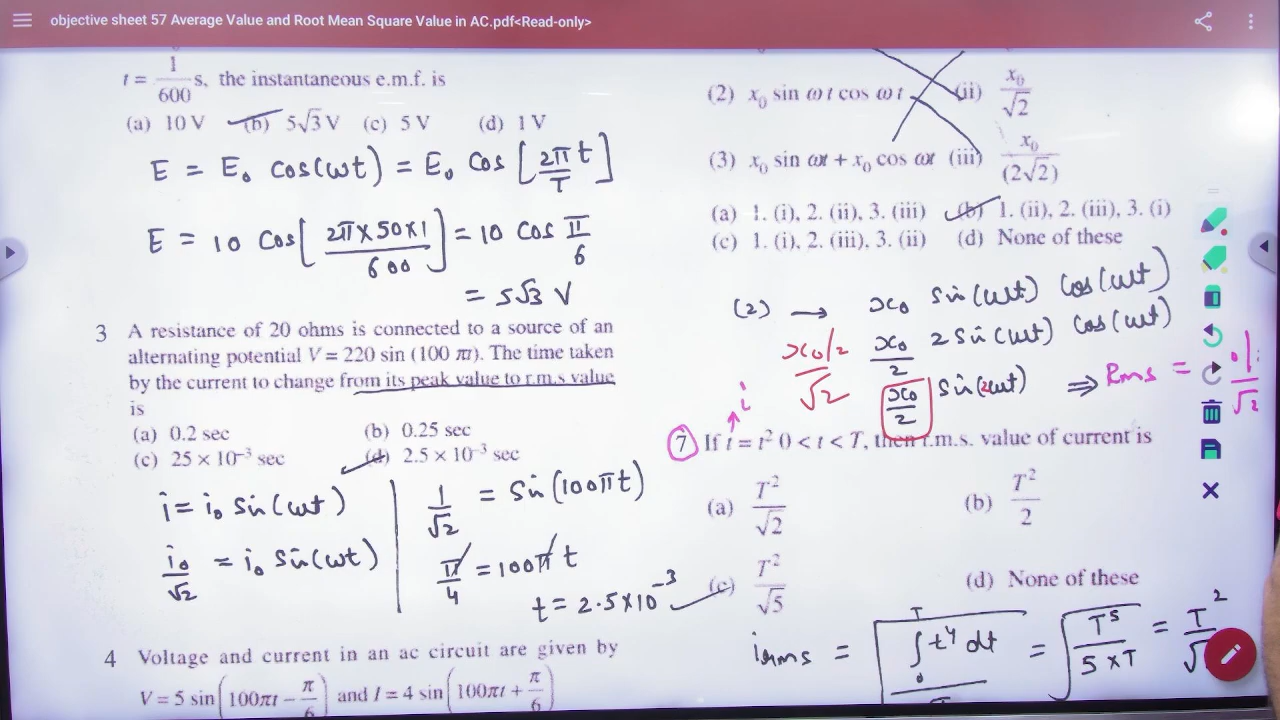 objective sheet 57 Average Value and Root Mean Square Value in AC.pdf<Read-only>
t = 1/600 s, the instantaneous e.m.f. is
(a) 10 V (b) 5√3 V (c) 5 V (d) 1 V
E = E₀ cos(ωt) = E₀ cos [2π/T t]
E = 10 cos [2π×50×1/600] = 10 cos π/6
= 5√3 V
3 A resistance of 20 ohms is connected to a source of an
alternating potential V = 220 sin (100 πt). The time taken
by the current to change from its peak value to r.m.s value
is
(a) 0.2 sec (b) 0.25 sec
(c) 25 × 10⁻³ sec (d) 2.5 × 10⁻³ sec
i = i₀ sin(ωt)
i₀/√2 = i₀ sin(ωt)
1/√2 = sin(100πt)
π/4 = 100π t
t = 2.5×10⁻³
4 Voltage and current in an ac circuit are given by
V = 5 sin(100πt − π/6) and I = 4 sin(100πt + π/6)
(2) x₀ sin ωt cos ωt (ii) x₀/√2
(3) x₀ sin ωt + x₀ cos ωt (iii) x₀/(2√2)
(a) 1. (i), 2. (ii), 3. (iii) (b) 1. (ii), 2. (iii), 3. (i)
(c) 1. (i), 2. (iii), 3. (ii) (d) None of these
(2) → x₀ sin(ωt) cos(ωt)
x₀/2 2 sin(ωt) cos(ωt)
x₀/2 sin(2ωt) ⇒ Rms =
x₀/2/√2
i
7 If i = t² 0 < t < T, then r.m.s. value of current is
(a) T²/√2 (b) T²/2
(c) T²/√5 (d) None of these
iᵣₘₛ = √∫₀ᵀ t⁴ dt = √T⁵/5×T = T²/√